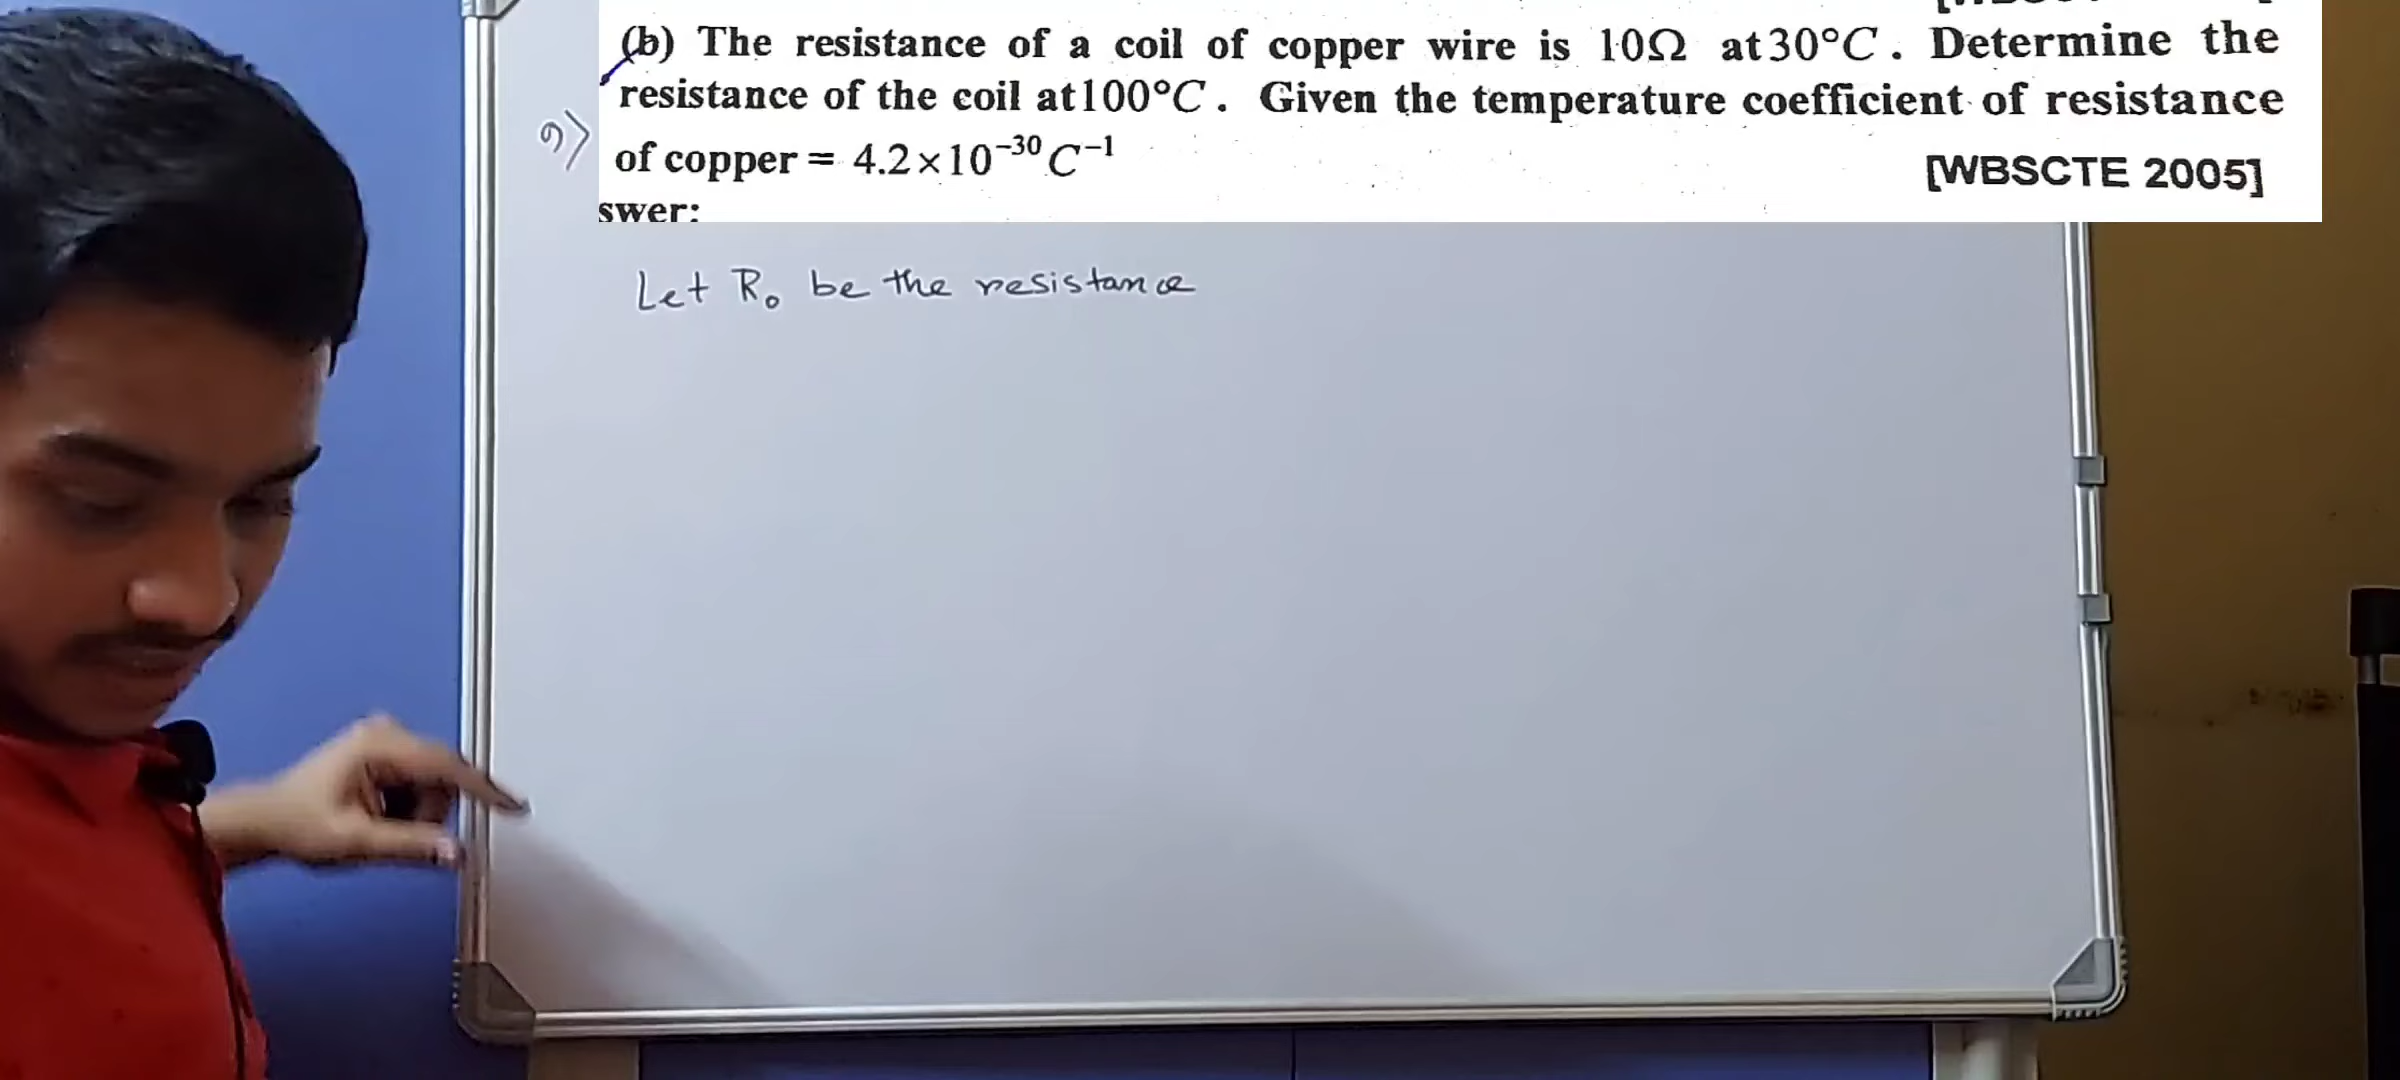 (b) The resistance of a coil of copper wire is 10Ω at 30°C. Determine the
resistance of the coil at 100°C. Given the temperature coefficient of resistance
9)
of copper = 4.2×10⁻³⁰C⁻¹
[WBSCTE 2005]
swer:
Let R₀ be the resistance